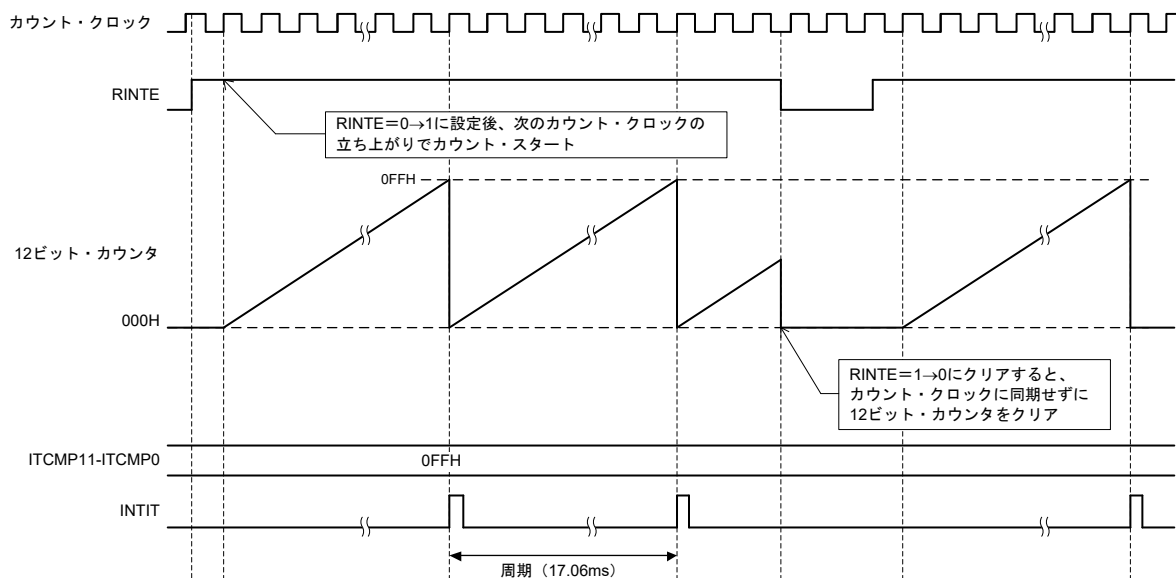 カウント・クロック
RINTE
RINTE＝0→1に設定後、次のカウント・クロックの
立ち上がりでカウント・スタート
0FFH
12ビット・カウンタ
000H
RINTE＝1→0にクリアすると、
カウント・クロックに同期せずに
12ビット・カウンタをクリア
ITCMP11-ITCMP0
0FFH
INTIT
周期（17.06ms）